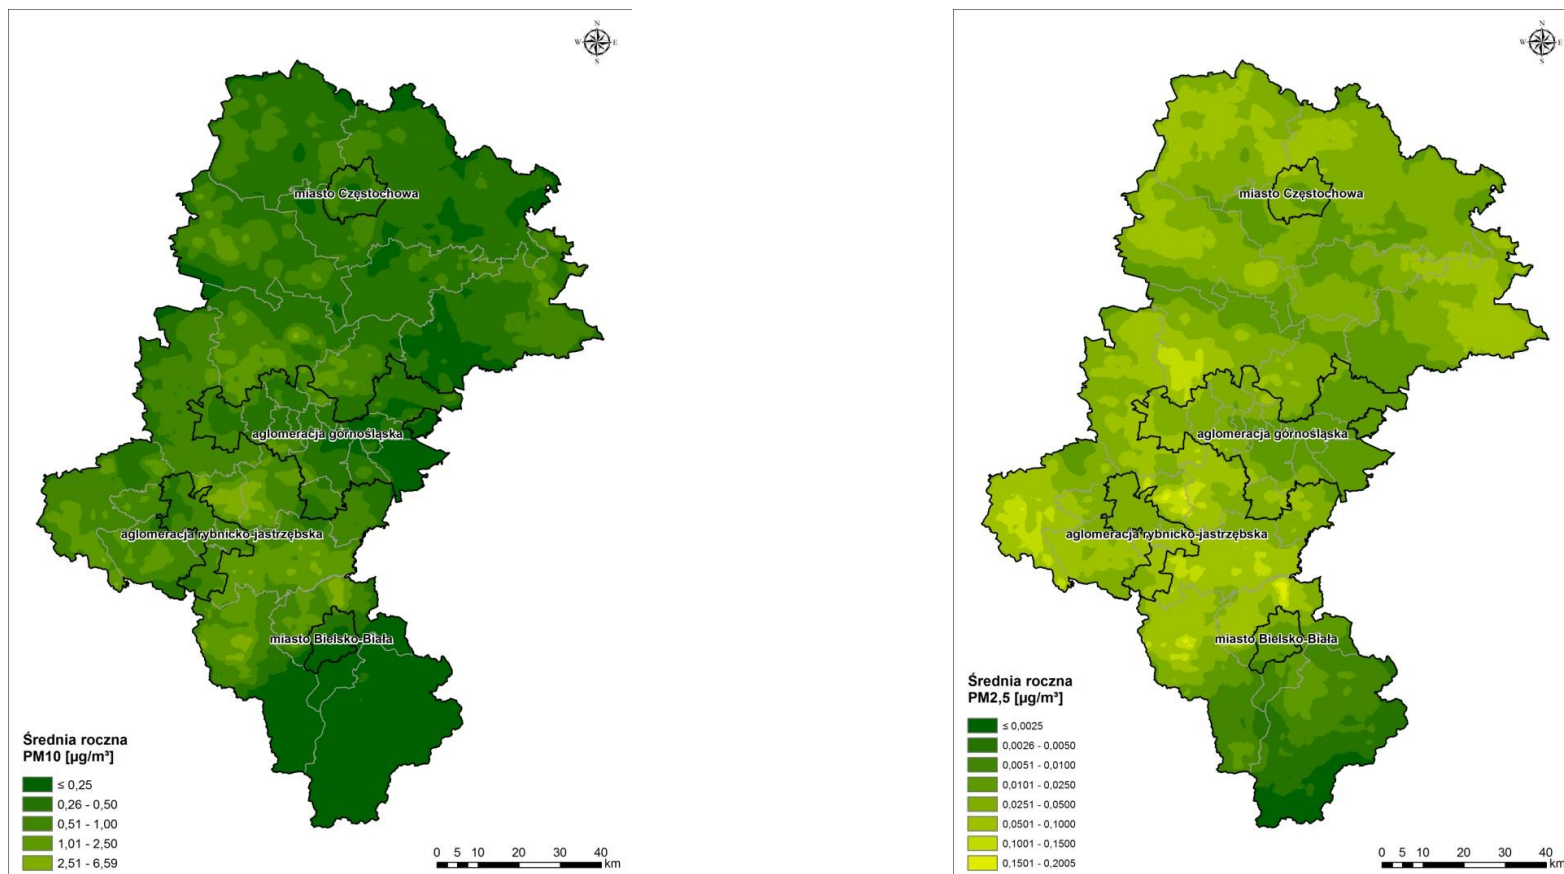 N
W E
S
miasto Częstochowa
aglomeracja górnośląska
aglomeracja rybnicko-jastrzębska
miasto Bielsko-Biała
Średnia roczna
PM10 [µg/m³]
≤ 0,25
0,26 - 0,50
0,51 - 1,00
1,01 - 2,50
2,51 - 6,59
0 5 10 20 30 40
km
N
W E
S
miasto Częstochowa
aglomeracja górnośląska
aglomeracja rybnicko-jastrzębska
miasto Bielsko-Biała
Średnia roczna
PM2,5 [µg/m³]
≤ 0,0025
0,0026 - 0,0050
0,0051 - 0,0100
0,0101 - 0,0250
0,0251 - 0,0500
0,0501 - 0,1000
0,1001 - 0,1500
0,1501 - 0,2005
0 5 10 20 30 40
km